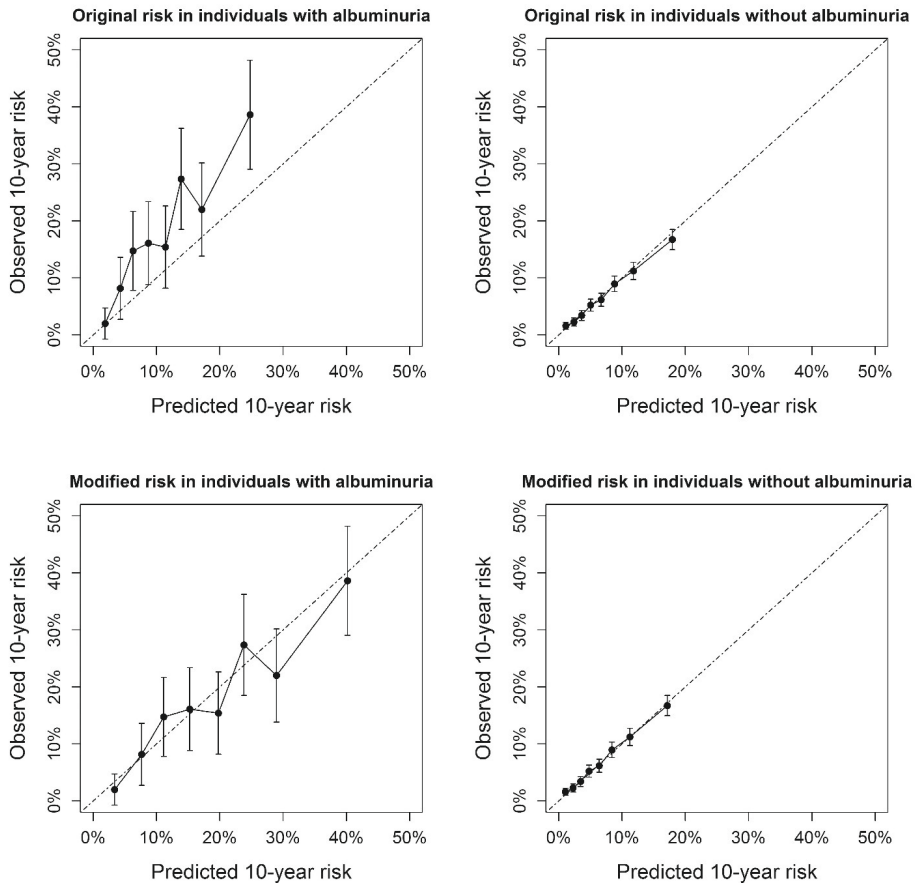 Original risk in individuals with albuminuria
Observed 10-year risk
50%
40%
30%
20%
10%
0%
0% 10% 20% 30% 40% 50%
Predicted 10-year risk
Original risk in individuals without albuminuria
Observed 10-year risk
50%
40%
30%
20%
10%
0%
0% 10% 20% 30% 40% 50%
Predicted 10-year risk
Modified risk in individuals with albuminuria
Observed 10-year risk
50%
40%
30%
20%
10%
0%
0% 10% 20% 30% 40% 50%
Predicted 10-year risk
Modified risk in individuals without albuminuria
Observed 10-year risk
50%
40%
30%
20%
10%
0%
0% 10% 20% 30% 40% 50%
Predicted 10-year risk